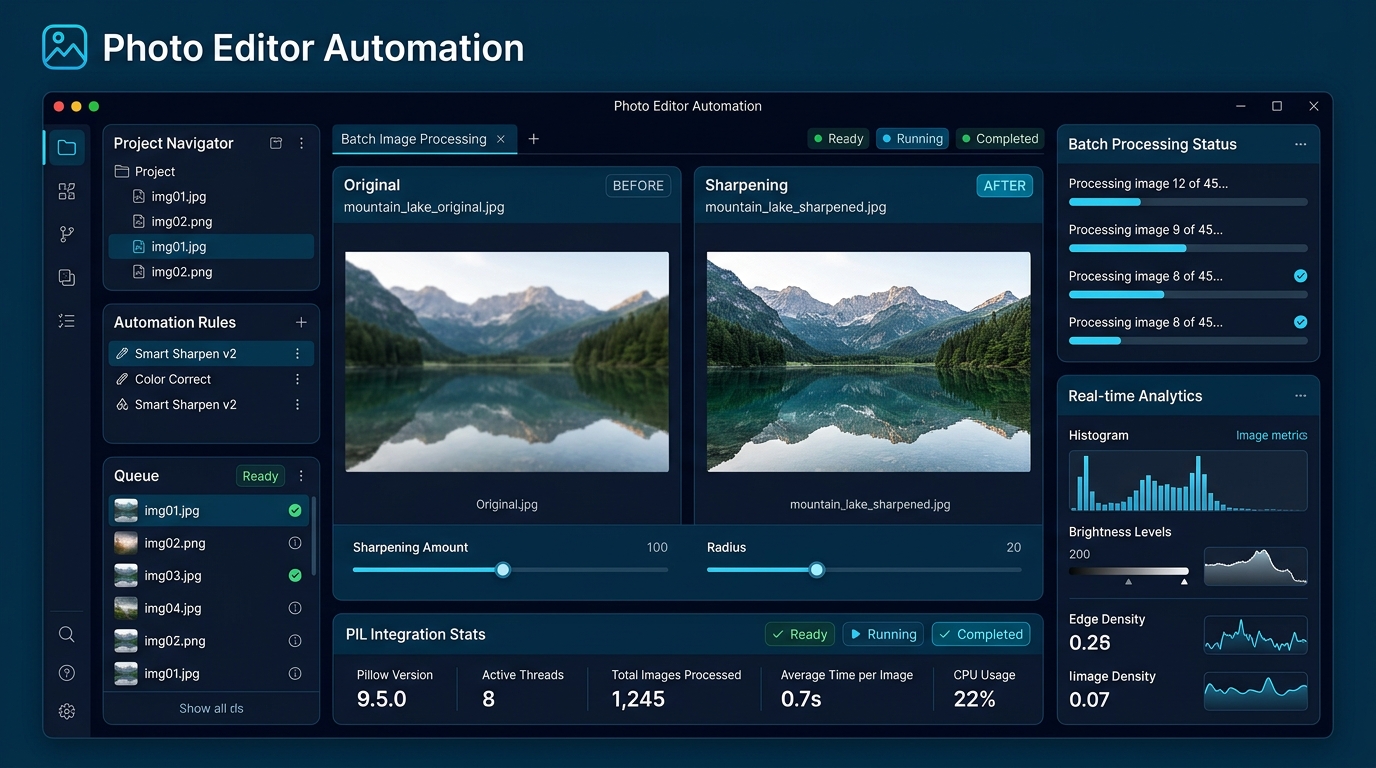 Photo Editor Automation
Photo Editor Automation
Project Navigator
Project
img01.jpg
img02.png
img01.jpg
img02.png
Automation Rules
Smart Sharpen v2
Color Correct
Smart Sharpen v2
Queue
Ready
img01.jpg
img02.png
img03.jpg
img04.jpg
img02.png
img01.jpg
Show all ds
Batch Image Processing
Ready
Running
Completed
Original
BEFORE
mountain_lake_original.jpg
Original.jpg
Sharpening
AFTER
mountain_lake_sharpened.jpg
mountain_lake_sharpened.jpg
Sharpening Amount
100
Radius
20
PIL Integration Stats
Ready
Running
Completed
Pillow Version
9.5.0
Active Threads
8
Total Images Processed
1,245
Average Time per Image
0.7s
CPU Usage
22%
Batch Processing Status
Processing image 12 of 45...
Processing image 9 of 45...
Processing image 8 of 45...
Processing image 8 of 45...
Real-time Analytics
Histogram
Image metrics
Brightness Levels
200
Edge Density
0.25
Iimage Density
0.07